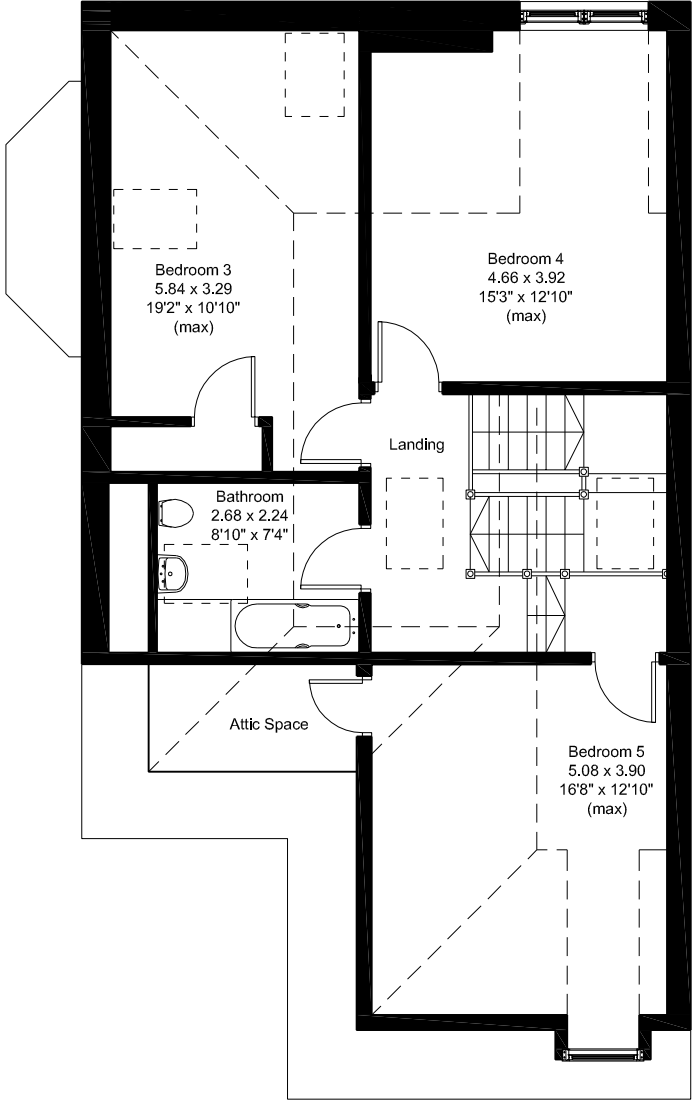 Bedroom 3
5.84 x 3.29
19'2" x 10'10"
(max)
Bedroom 4
4.66 x 3.92
15'3" x 12'10"
(max)
Landing
Bathroom
2.68 x 2.24
8'10" x 7'4"
Attic Space
Bedroom 5
5.08 x 3.90
16'8" x 12'10"
(max)